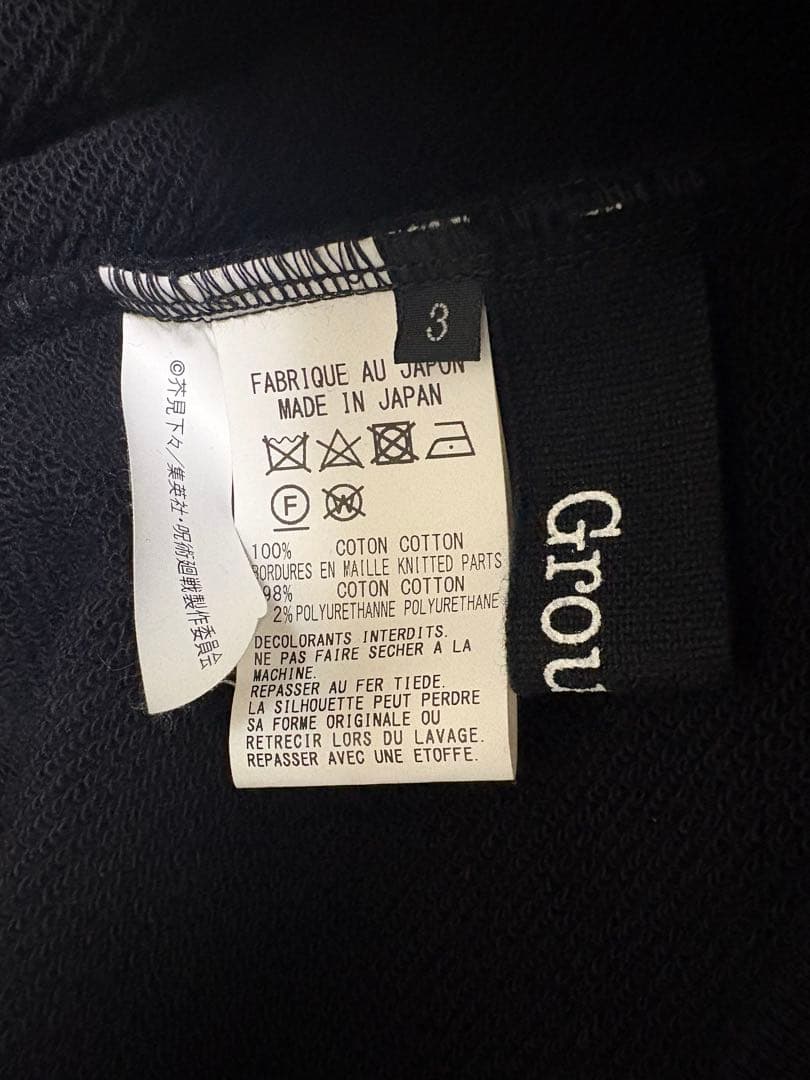 3
FABRIQUE AU JAPON
MADE IN JAPAN
F
W
100% COTON COTTON
BORDURES EN MAILLE KNITTED PARTS
98% COTON COTTON
2% POLYURETHANNE POLYURETHANE
DECOLORANTS INTERDITS.
NE PAS FAIRE SECHER A LA
MACHINE.
REPASSER AU FER TIEDE.
LA SILHOUETTE PEUT PERDRE
SA FORME ORIGINALE OU
RETRECIR LORS DU LAVAGE.
REPASSER AVEC UNE ETOFFE.
©芥見下々/集英社・呪術廻戦製作委員会
Grou